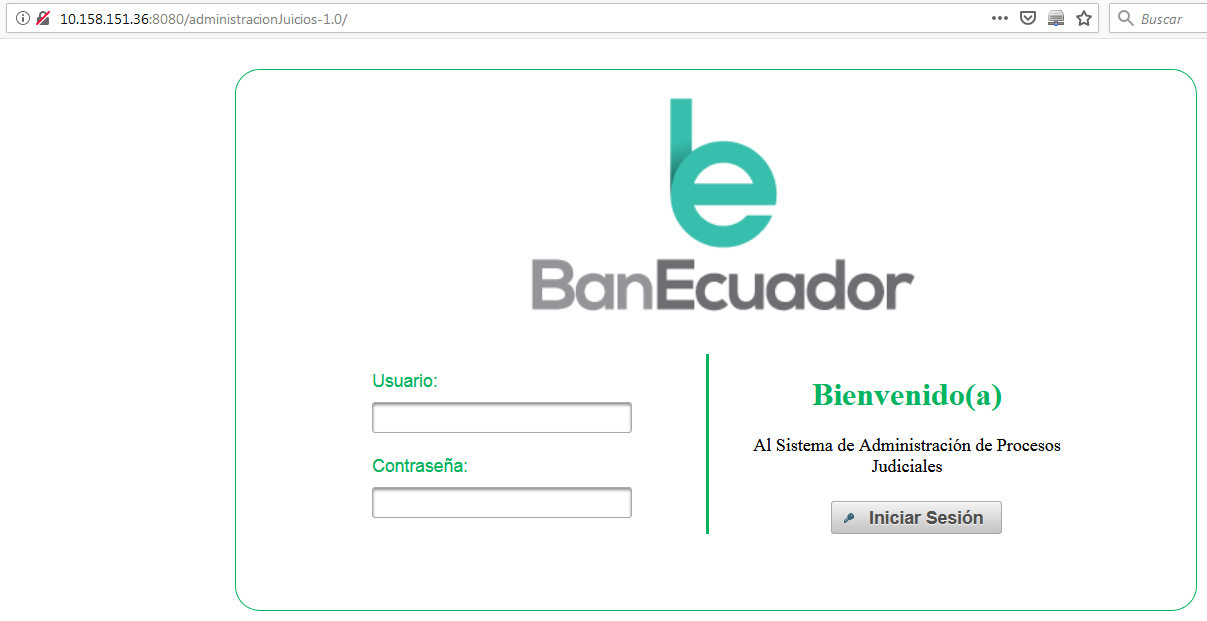 10.158.151.36:8080/administracionJuicios-1.0/
Buscar
BanEcuador
Usuario:
Contraseña:
Bienvenido(a)
Al Sistema de Administración de Procesos
Judiciales
Iniciar Sesión